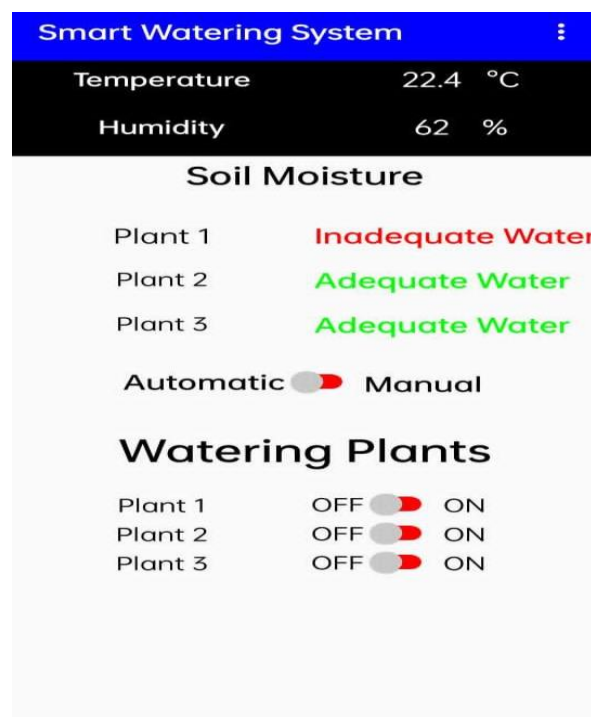 Smart Watering System
Temperature 22.4 °C
Humidity 62 %
Soil Moisture
Plant 1 Inadequate Water
Plant 2 Adequate Water
Plant 3 Adequate Water
Automatic Manual
Watering Plants
Plant 1 OFF ON
Plant 2 OFF ON
Plant 3 OFF ON